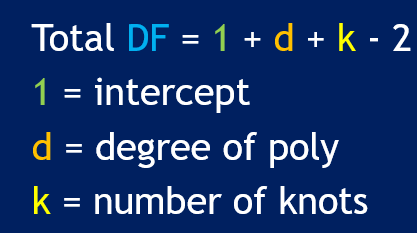 Total DF = 1 + d + k - 2
1 = intercept
d = degree of poly
k = number of knots